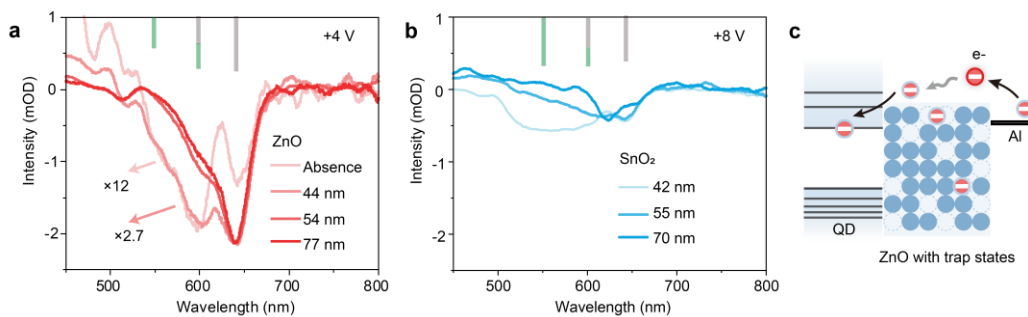 a
+4 V
Intensity (mOD)
1
0
-1
-2
×12
×2.7
ZnO
Absence
44 nm
54 nm
77 nm
500
600
700
800
Wavelength (nm)
b
+8 V
Intensity (mOD)
1
0
-1
-2
SnO₂
42 nm
55 nm
70 nm
500
600
700
800
Wavelength (nm)
c
e-
Al
QD
ZnO with trap states